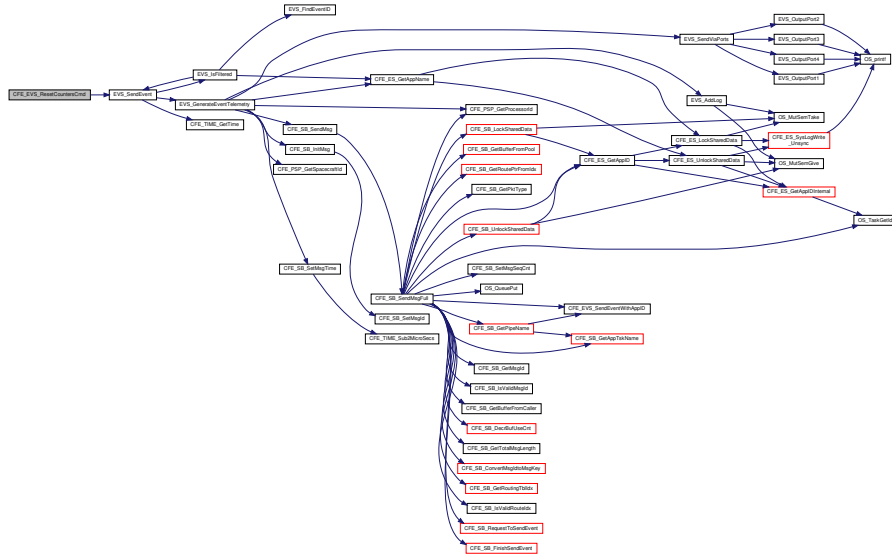 CFE_EVS_ResetCountersCmd
EVS_SendEvent
EVS_FindEventID
EVS_IsFiltered
EVS_GenerateEventTelemetry
CFE_TIME_GetTime
CFE_ES_GetAppName
CFE_SB_SendMsg
CFE_SB_InitMsg
CFE_PSP_GetSpacecraftId
CFE_SB_SetMsgTime
CFE_SB_SendMsgFull
CFE_SB_SetMsgId
CFE_TIME_Sub2MicroSecs
CFE_PSP_GetProcessorId
CFE_SB_LockSharedData
CFE_SB_GetBufferFromPool
CFE_SB_GetRoutePtrFromIdx
CFE_SB_GetPktType
CFE_SB_UnlockSharedData
CFE_SB_SetMsgSeqCnt
OS_QueuePut
CFE_EVS_SendEventWithAppID
CFE_SB_GetPipeName
CFE_SB_GetAppTskName
CFE_SB_GetMsgId
CFE_SB_IsValidMsgId
CFE_SB_GetBufferFromCaller
CFE_SB_DecrBufUseCnt
CFE_SB_GetTotalMsgLength
CFE_SB_ConvertMsgIdtoMsgKey
CFE_SB_GetRoutingTblIdx
CFE_SB_IsValidRouteIdx
CFE_SB_RequestToSendEvent
CFE_SB_FinishSendEvent
EVS_SendViaPorts
EVS_AddLog
CFE_ES_LockSharedData
CFE_ES_GetAppID
CFE_ES_UnlockSharedData
EVS_OutputPort2
EVS_OutputPort3
EVS_OutputPort4
EVS_OutputPort1
OS_printf
OS_MutSemTake
CFE_ES_SysLogWrite
_Unsync
OS_MutSemGive
CFE_ES_GetAppIDInternal
OS_TaskGetId